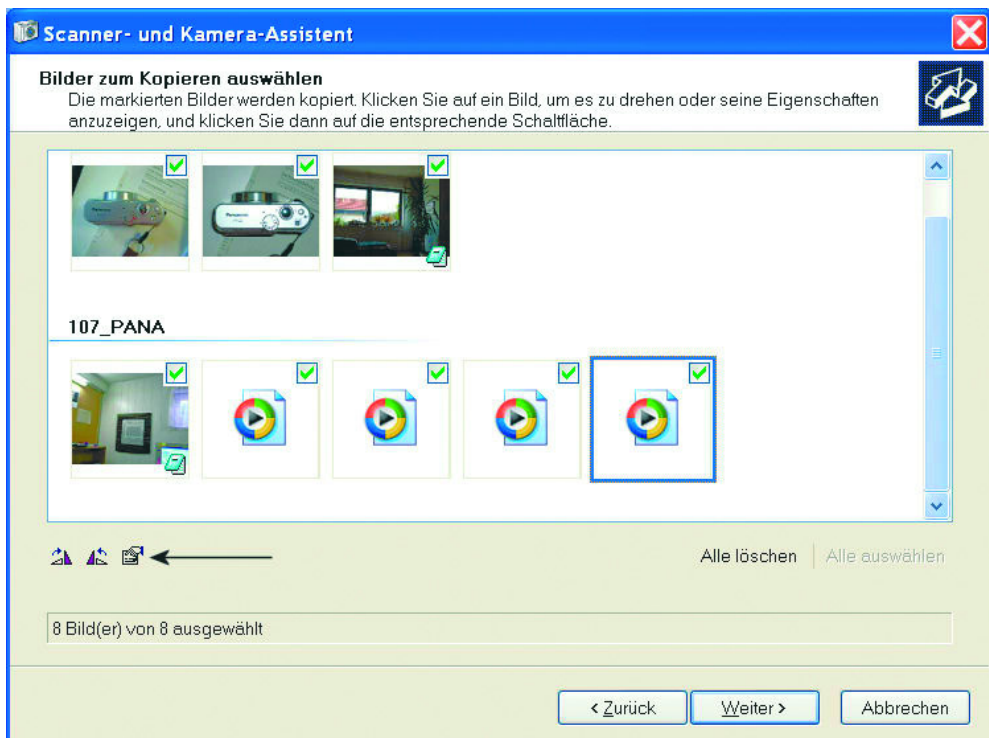 Scanner- und Kamera-Assistent
Bilder zum Kopieren auswählen
Die markierten Bilder werden kopiert. Klicken Sie auf ein Bild, um es zu drehen oder seine Eigenschaften
anzuzeigen, und klicken Sie dann auf die entsprechende Schaltfläche.
Panasonic
107_PANA
Alle löschen
Alle auswählen
8 Bild(er) von 8 ausgewählt
< Zurück
Weiter >
Abbrechen